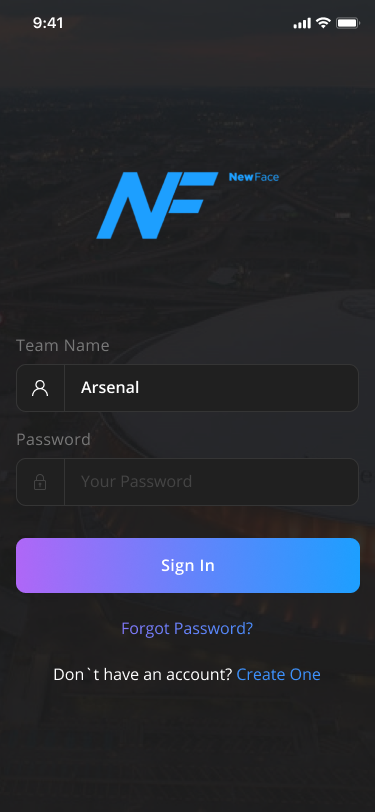 9:41
NF NewFace
Team Name
Arsenal
Password
Your Password
Sign In
Forgot Password?
Don`t have an account? Create One